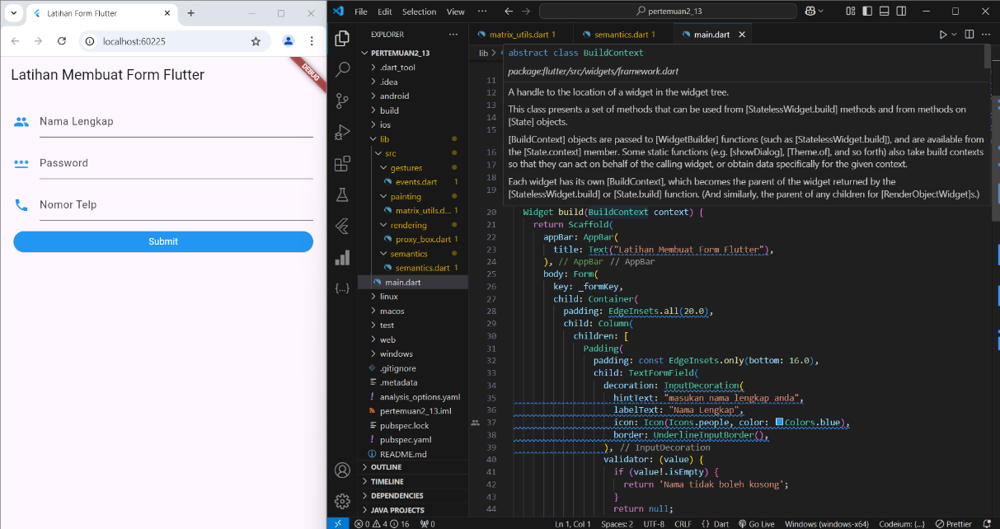 Latihan Form Flutter
localhost:60225
DEBUG
Latihan Membuat Form Flutter
Nama Lengkap
Password
Nomor Telp
Submit
File Edit Selection View ···
pertemuan2_13
EXPLORER ···
PERTEMUAN2_13
.dart_tool
.idea
android
build
ios
lib
src
gestures
events.dart 1
painting
matrix_utils.d... 1
rendering
proxy_box.dart 1
semantics
semantics.dart 1
main.dart
linux
macos
test
web
windows
.gitignore
.metadata
analysis_options.yaml
pertemuan2_13.iml
pubspec.lock
pubspec.yaml
README.md
OUTLINE
TIMELINE
DEPENDENCIES
JAVA PROJECTS
matrix_utils.dart 1 semantics.dart 1 main.dart
lib >
abstract class BuildContext
package:flutter/src/widgets/framework.dart
A handle to the location of a widget in the widget tree.
This class presents a set of methods that can be used from [StatelessWidget.build] methods and from methods on
[State] objects.
[BuildContext] objects are passed to [WidgetBuilder] functions (such as [StatelessWidget.build]), and are available from
the [State.context] member. Some static functions (e.g. [showDialog], [Theme.of], and so forth) also take build contexts
so that they can act on behalf of the calling widget, or obtain data specifically for the given context.
Each widget has its own [BuildContext], which becomes the parent of the widget returned by the
[StatelessWidget.build] or [State.build] function. (And similarly, the parent of any children for [RenderObjectWidget]s.)
11
12
13
14
15
16
17
18
19
20 Widget build(BuildContext context) {
21 return Scaffold(
22 appBar: AppBar(
23 title: Text("Latihan Membuat Form Flutter"),
24 ), // AppBar // AppBar
25 body: Form(
26 key: _formKey,
27 child: Container(
28 padding: EdgeInsets.all(20.0),
29 child: Column(
30 children: [
31 Padding(
32 padding: const EdgeInsets.only(bottom: 16.0),
33 child: TextFormField(
34 decoration: InputDecoration(
35 hintText: "masukan nama lengkap anda",
36 labelText: "Nama Lengkap",
37 icon: Icon(Icons.people, color: Colors.blue),
38 border: UnderlineInputBorder(),
39 ), // InputDecoration
40 validator: (value) {
41 if (value!.isEmpty) {
42 return 'Nama tidak boleh kosong';
43 }
44 return null;
0 4 16 0 Ln 1, Col 1 Spaces: 2 UTF-8 CRLF {} Dart Go Live Windows (windows-x64) Codeium: {...} Prettier